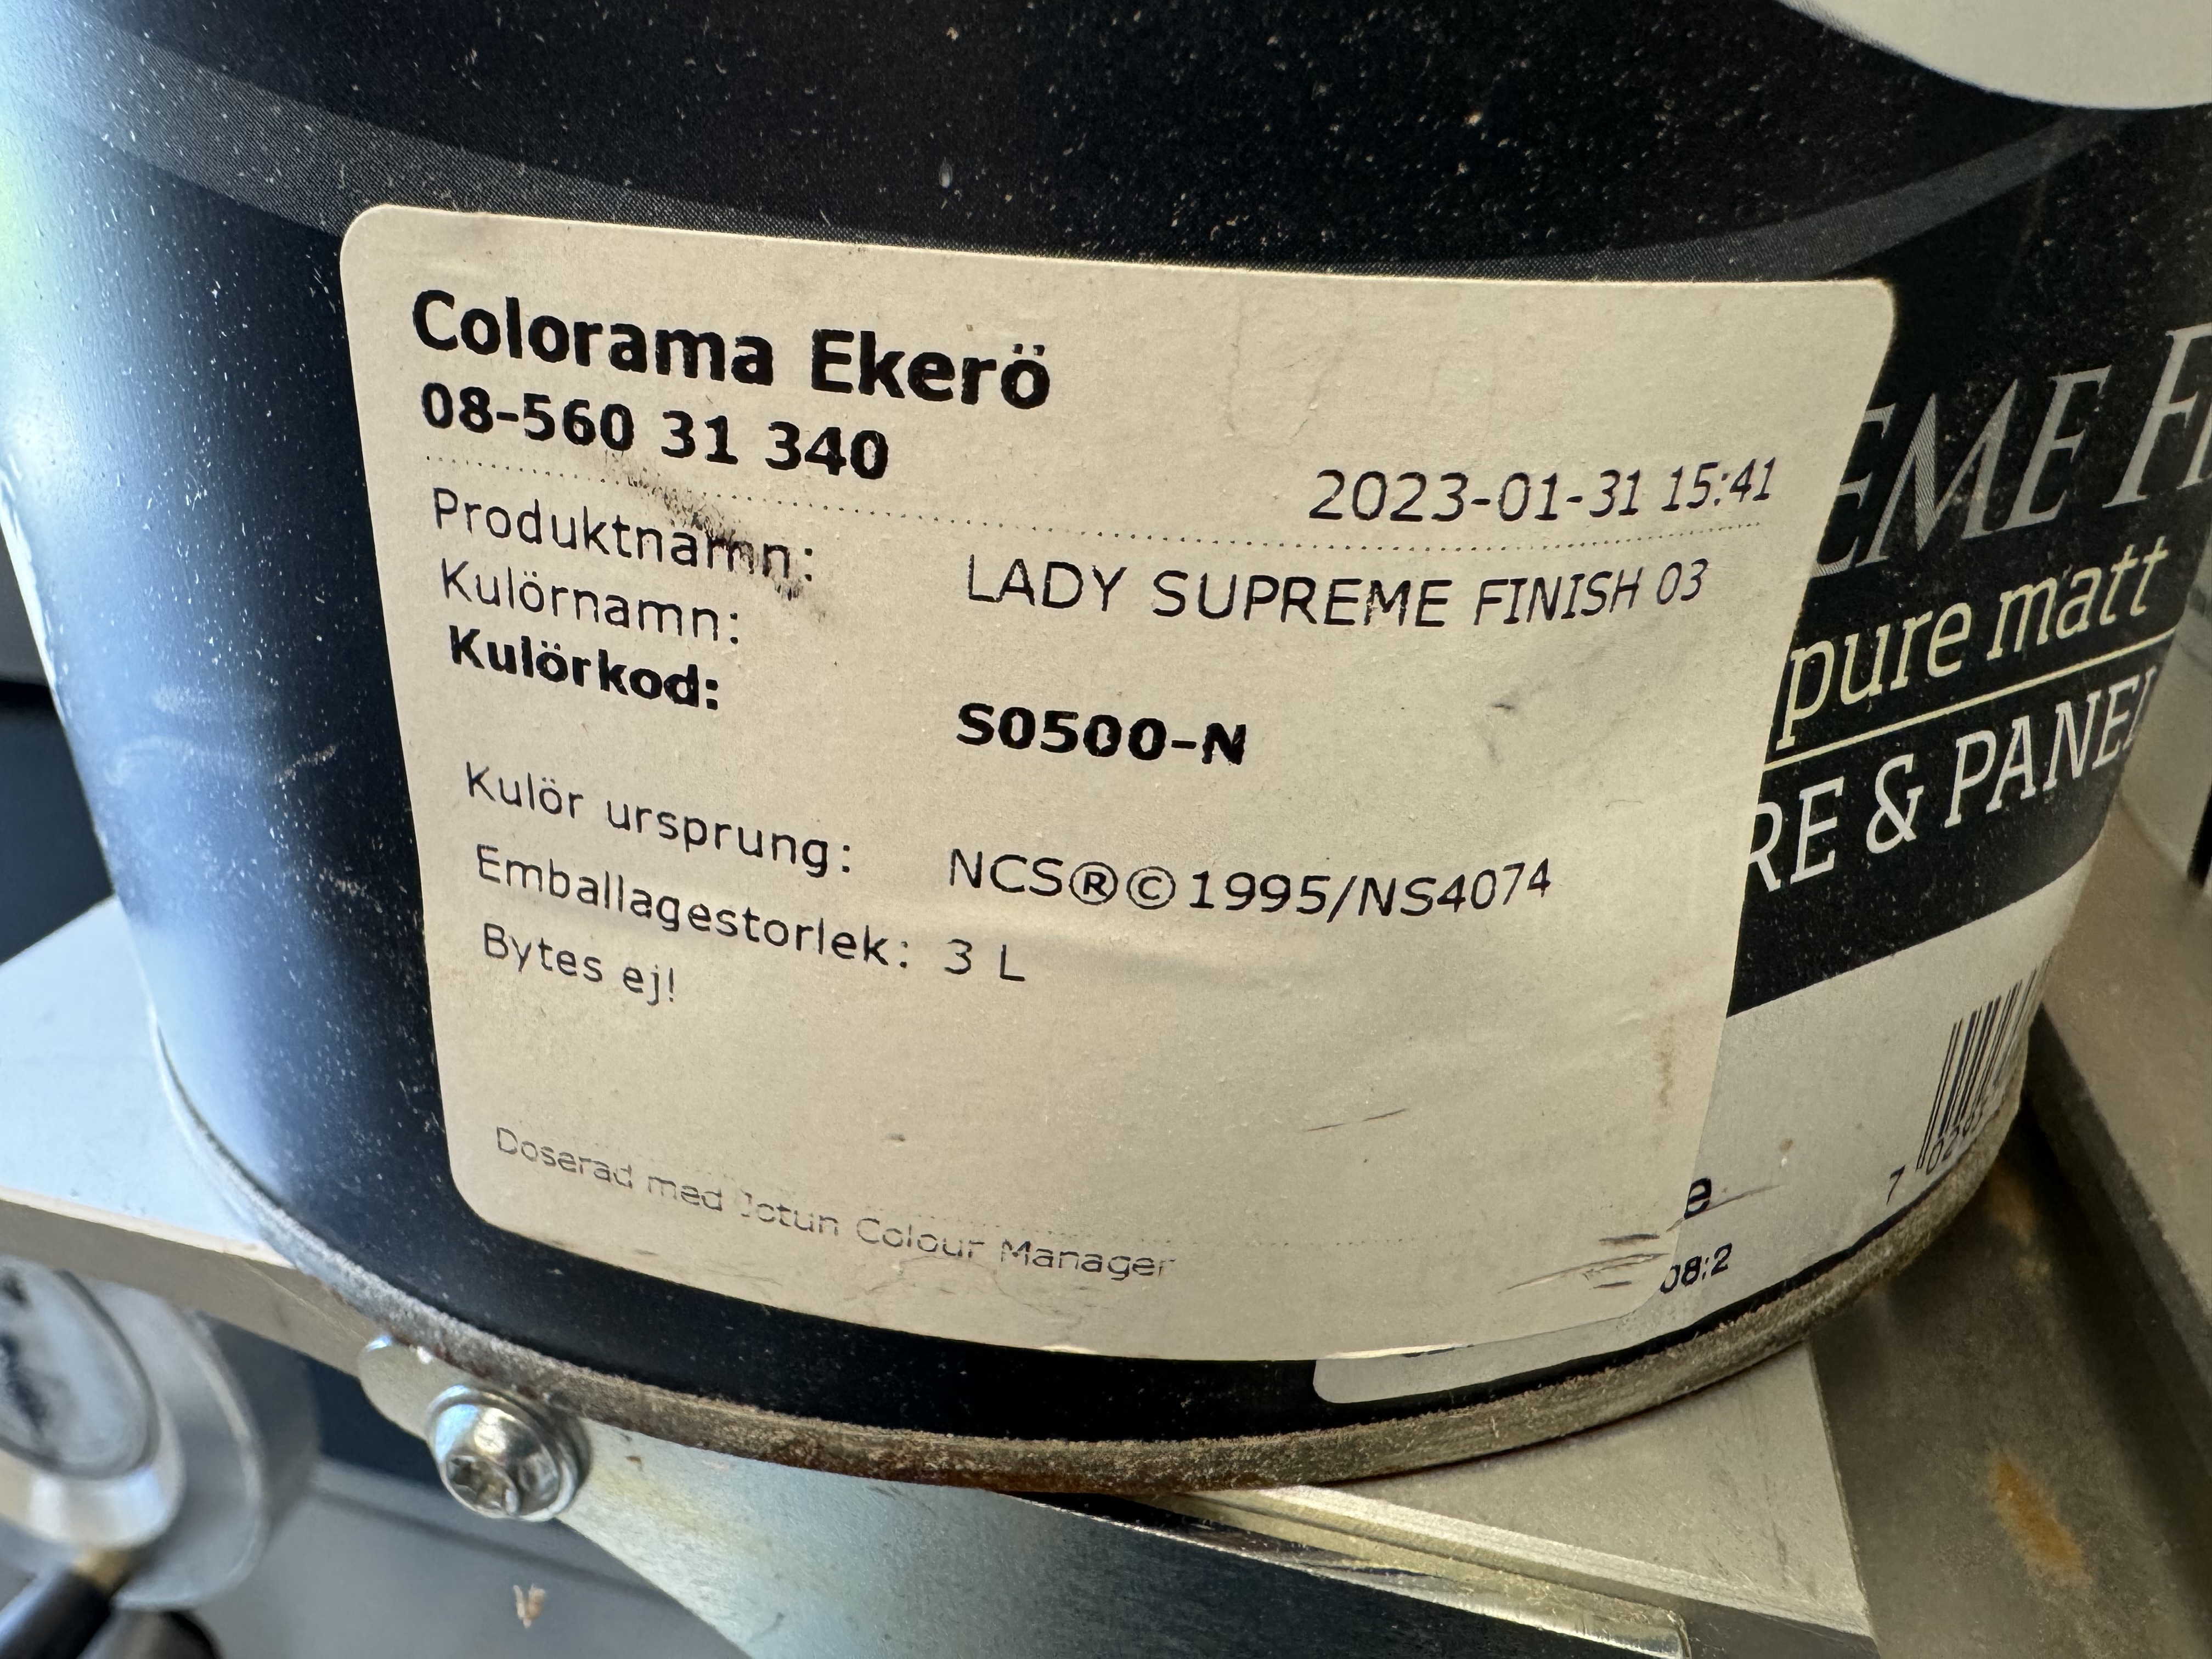 Colorama Ekerö
08-560 31 340
2023-01-31 15:41
Produktnamn: LADY SUPREME FINISH 03
Kulörnamn:
Kulörkod: S0500-N
Kulör ursprung: NCS®©1995/NS4074
Emballagestorlek: 3 L
Bytes ej!
Doserad med Jotun Colour Manager
EME FI
pure matt
RE & PANEL
e
08:2